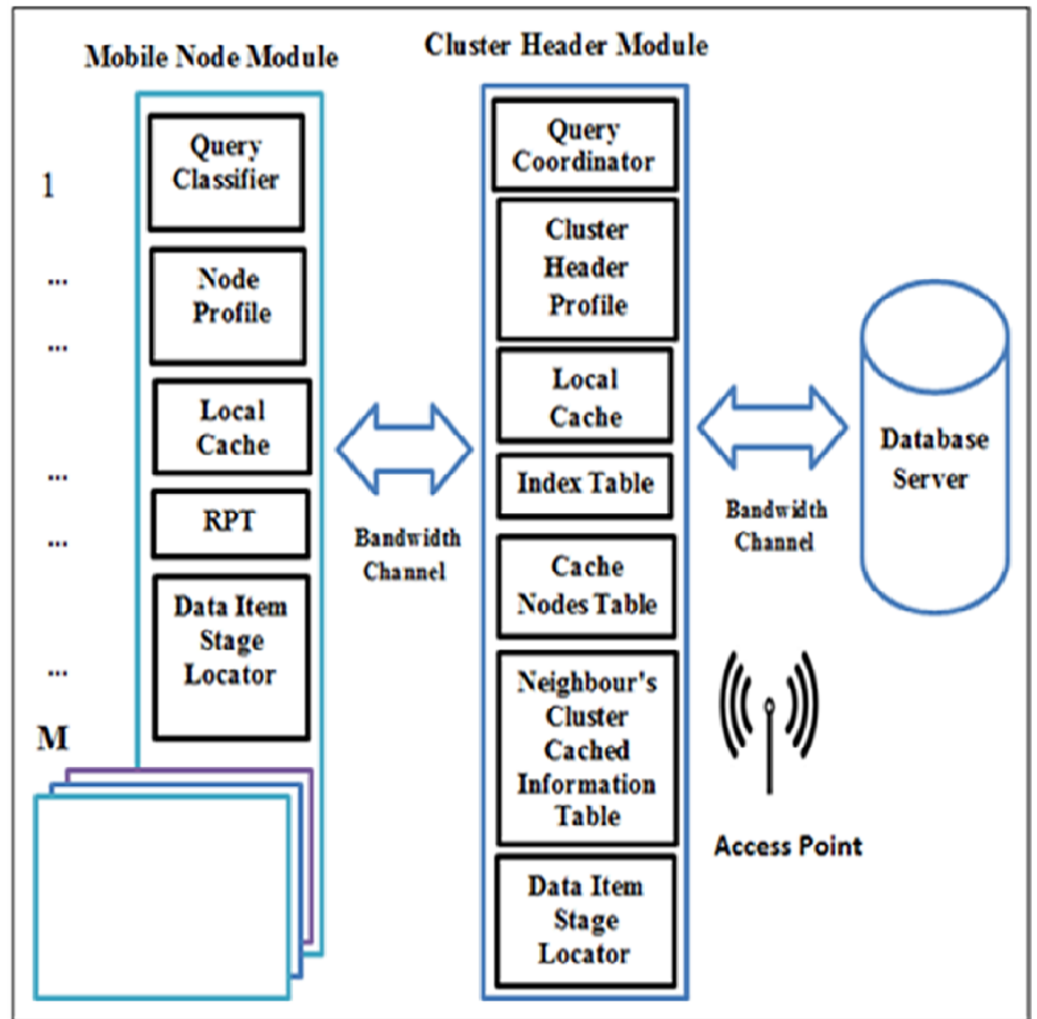 Mobile Node Module
1
...
...
...
...
...
M
Query
Classifier
Node
Profile
Local
Cache
RPT
Data Item
Stage
Locator
Bandwidth
Channel
Cluster Header Module
Query
Coordinator
Cluster
Header
Profile
Local
Cache
Index Table
Cache
Nodes Table
Neighbour's
Cluster
Cached
Information
Table
Data Item
Stage
Locator
Bandwidth
Channel
Database
Server
Access Point